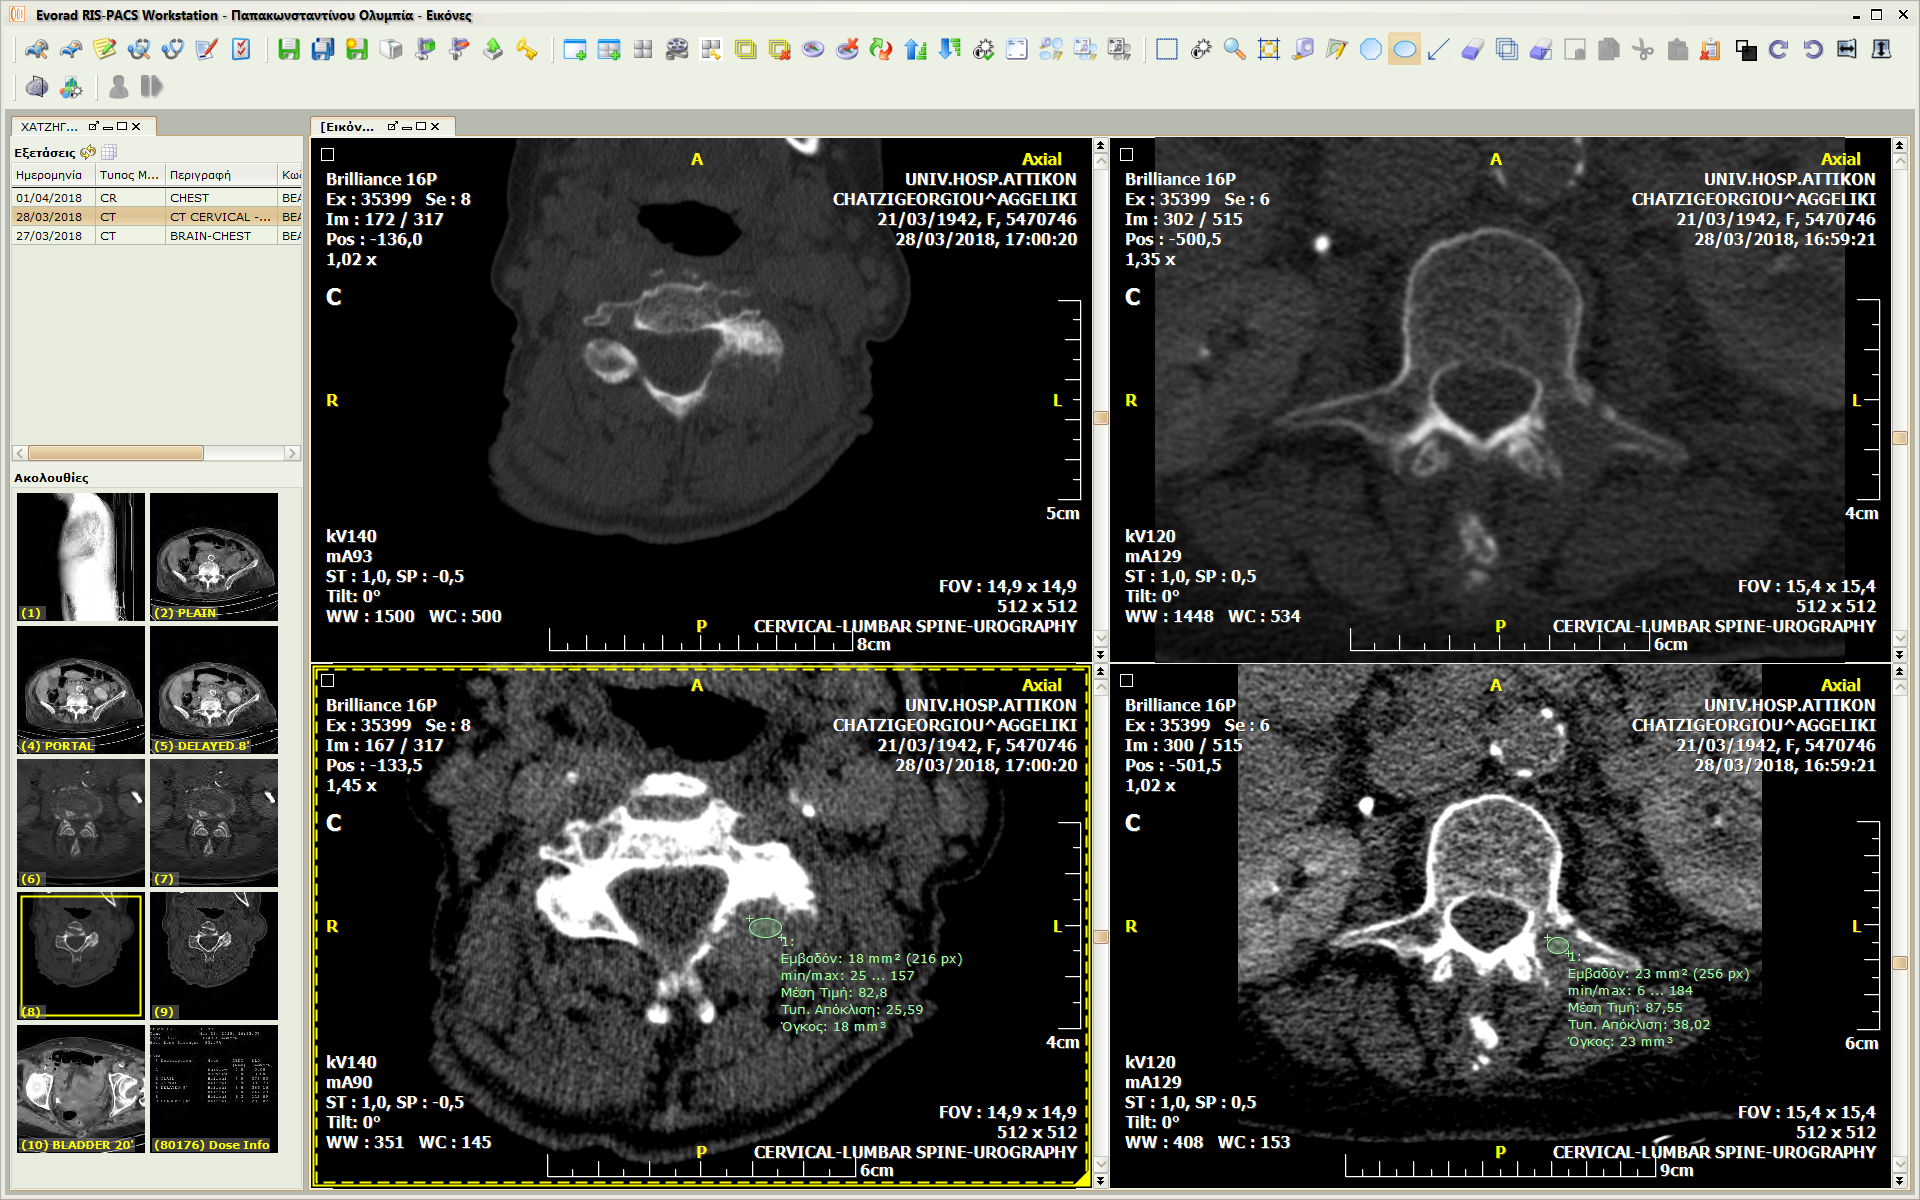 Evorad RIS-PACS Workstation - Παπακωνσταντίνου Ολυμπία - Εικόνες
ΧΑΤΖΗΓ...
Εξετάσεις
Ημερομηνία Τυπος Μ... Περιγραφή Κωι
01/04/2018 CR CHEST BEA
28/03/2018 CT CT CERVICAL -... BEA
27/03/2018 CT BRAIN-CHEST BEA
Ακολουθίες
(1)
(2) PLAIN
(4) PORTAL
(5) DELAYED 8'
(6)
(7)
(8)
(9)
(10) BLADDER 20'
(80176) Dose Info
[Εικόν...
A
Axial
Brilliance 16P
Ex : 35399 Se : 8
Im : 172 / 317
Pos : -136,0
1,02 x
UNIV.HOSP.ATTIKON
CHATZIGEORGIOU^AGGELIKI
21/03/1942, F, 5470746
28/03/2018, 17:00:20
C
R
L
5cm
kV140
mA93
ST : 1,0, SP : -0,5
Tilt: 0°
WW : 1500 WC : 500
FOV : 14,9 x 14,9
512 x 512
P
CERVICAL-LUMBAR SPINE-UROGRAPHY
8cm
A
Axial
Brilliance 16P
Ex : 35399 Se : 6
Im : 302 / 515
Pos : -500,5
1,35 x
UNIV.HOSP.ATTIKON
CHATZIGEORGIOU^AGGELIKI
21/03/1942, F, 5470746
28/03/2018, 16:59:21
C
R
L
4cm
kV120
mA129
ST : 1,0, SP : 0,5
Tilt: 0°
WW : 1448 WC : 534
FOV : 15,4 x 15,4
512 x 512
P
CERVICAL-LUMBAR SPINE-UROGRAPHY
6cm
A
Axial
Brilliance 16P
Ex : 35399 Se : 8
Im : 167 / 317
Pos : -133,5
1,45 x
UNIV.HOSP.ATTIKON
CHATZIGEORGIOU^AGGELIKI
21/03/1942, F, 5470746
28/03/2018, 17:00:20
C
R
L
1:
Εμβαδόν: 18 mm² (216 px)
min/max: 25 ... 157
Μέση Τιμή: 82,8
Τυπ. Απόκλιση: 25,59
Όγκος: 18 mm³
4cm
kV140
mA90
ST : 1,0, SP : -0,5
Tilt: 0°
WW : 351 WC : 145
FOV : 14,9 x 14,9
512 x 512
P
CERVICAL-LUMBAR SPINE-UROGRAPHY
6cm
A
Axial
Brilliance 16P
Ex : 35399 Se : 6
Im : 300 / 515
Pos : -501,5
1,02 x
UNIV.HOSP.ATTIKON
CHATZIGEORGIOU^AGGELIKI
21/03/1942, F, 5470746
28/03/2018, 16:59:21
C
R
L
1:
Εμβαδόν: 23 mm² (256 px)
min/max: 6 ... 184
Μέση Τιμή: 87,55
Τυπ. Απόκλιση: 38,02
Όγκος: 23 mm³
6cm
kV120
mA129
ST : 1,0, SP : 0,5
Tilt: 0°
WW : 408 WC : 153
FOV : 15,4 x 15,4
512 x 512
P
CERVICAL-LUMBAR SPINE-UROGRAPHY
9cm